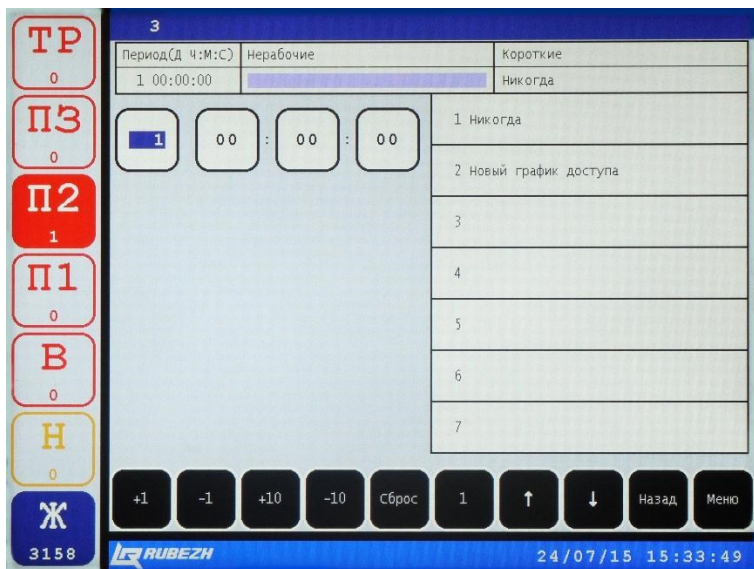 ТР
0
ПЗ
0
П2
1
П1
0
В
0
Н
0
Ж
3158
3
Период(Д Ч:М:С) Нерабочие Короткие
1 00:00:00 Никогда
1 00 : 00 : 00
1 Никогда
2 Новый график доступа
3
4
5
6
7
+1 -1 +10 -10 Сброс 1 ↑ ↓ Назад Меню
RUBEZH 24/07/15 15:33:49